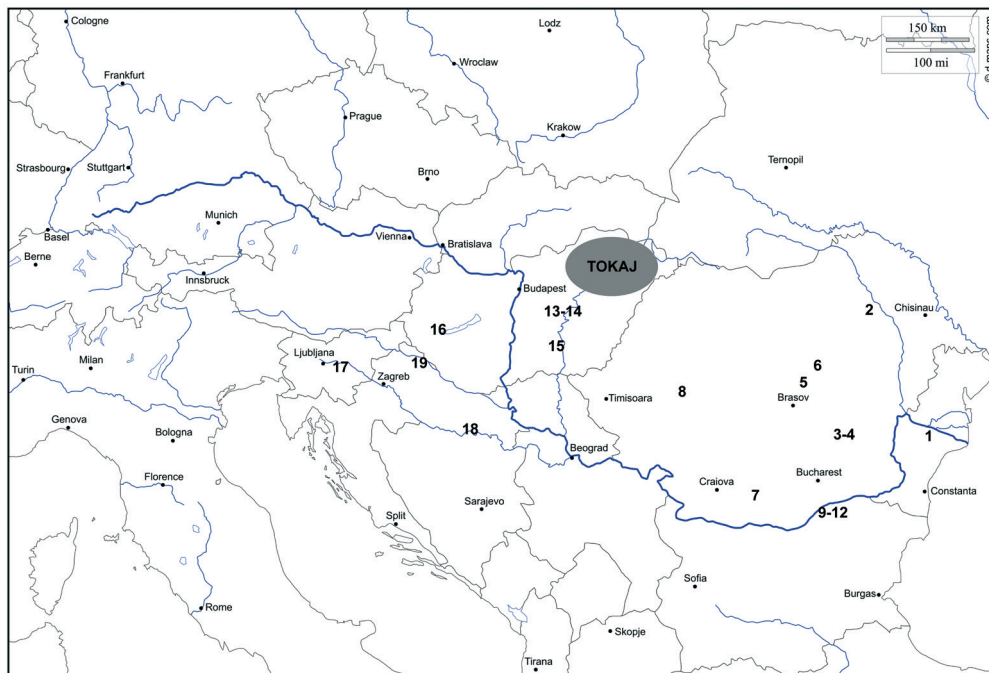 Cologne
Lodz
150 km
100 mi
Wroclaw
Frankfurt
Prague
Krakow
Strasbourg
Stuttgart
Ternopil
Brno
Munich
Basel
Vienna
Bratislava
Berne
Innsbruck
TOKAJ
Budapest
13-14
2
Chisinau
16
15
Ljubljana
17
19
Milan
Turin
Zagreb
6
5
8
Timisoara
Brasov
Genova
Bologna
18
3-4
1
Beograd
Florence
Bucharest
Craiova
7
Constanta
Sarajevo
9-12
Split
Sofia
Burgas
Rome
Skopje
Tirana